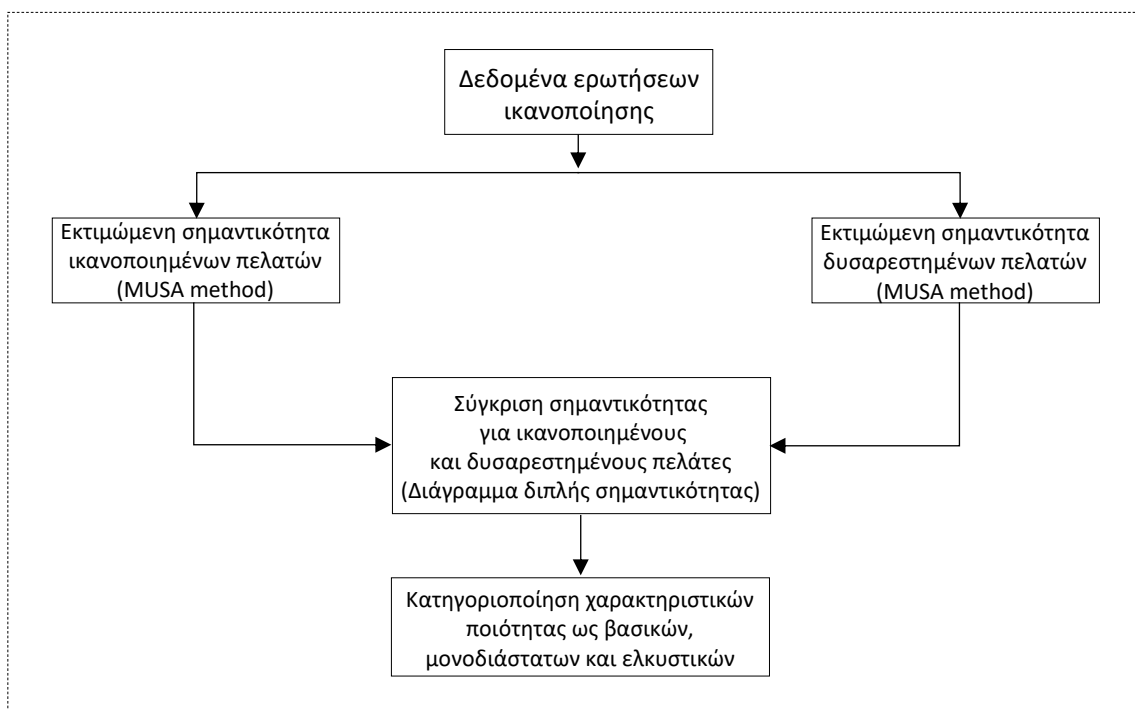 Δεδομένα ερωτήσεων
ικανοποίησης
Εκτιμώμενη σημαντικότητα
ικανοποιημένων πελατών
(MUSA method)
Εκτιμώμενη σημαντικότητα
δυσαρεστημένων πελατών
(MUSA method)
Σύγκριση σημαντικότητας
για ικανοποιημένους
και δυσαρεστημένους πελάτες
(Διάγραμμα διπλής σημαντικότητας)
Κατηγοριοποίηση χαρακτηριστικών
ποιότητας ως βασικών,
μονοδιάστατων και ελκυστικών